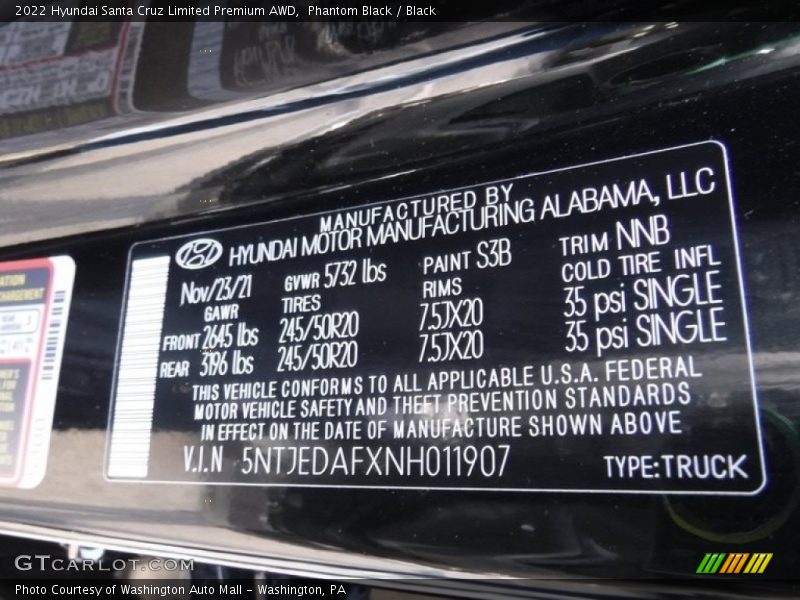 2022 Hyundai Santa Cruz Limited Premium AWD, Phantom Black / Black
MANUFACTURED BY
HYUNDAI MOTOR MANUFACTURING ALABAMA, LLC
Nov/23/21 GVWR 5732 lbs PAINT S3B TRIM NNB
GAWR TIRES RIMS COLD TIRE INFL
FRONT 2645 lbs 245/50R20 7.5JX20 35 psi SINGLE
REAR 3196 lbs 245/50R20 7.5JX20 35 psi SINGLE
THIS VEHICLE CONFORMS TO ALL APPLICABLE U.S.A. FEDERAL
MOTOR VEHICLE SAFETY AND THEFT PREVENTION STANDARDS
IN EFFECT ON THE DATE OF MANUFACTURE SHOWN ABOVE
V.I.N 5NTJEDAFXNH011907 TYPE:TRUCK
GTCARLOT.COM
Photo Courtesy of Washington Auto Mall - Washington, PA